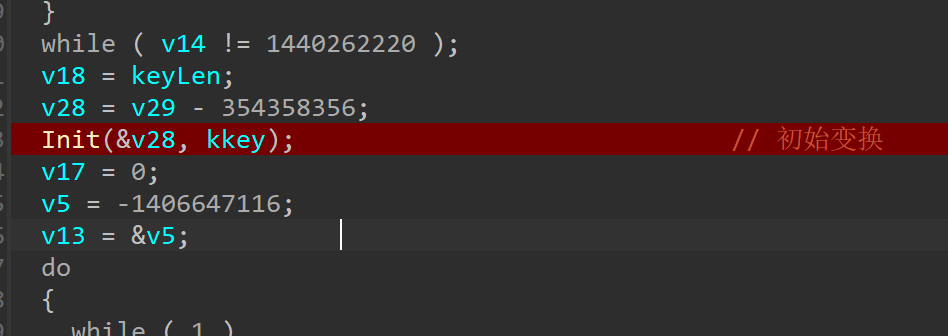 }
while ( v14 != 1440262220 );
v18 = keyLen;
v28 = v29 - 354358356;
Init(&v28, kkey); // 初始变换
v17 = 0;
v5 = -1406647116;
v13 = &v5;
do
{
while ( 1 )